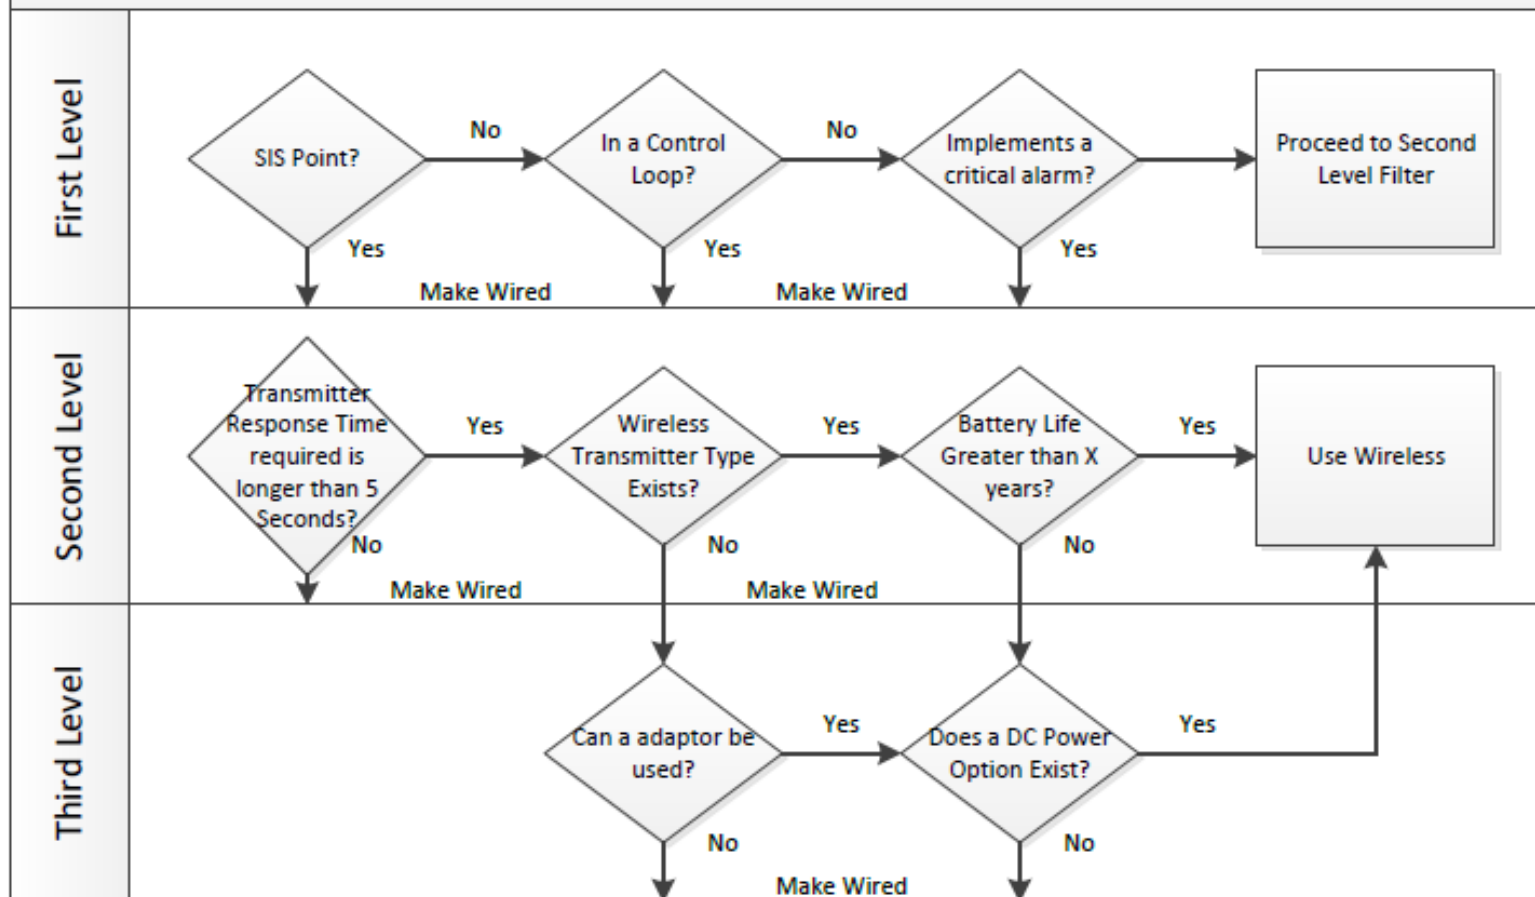 First Level
SIS Point?
No
In a Control
Loop?
No
Implements a
critical alarm?
Proceed to Second
Level Filter
Yes
Yes
Yes
Make Wired
Make Wired
Second Level
Transmitter
Response Time
required is
longer than 5
Seconds?
Yes
Wireless
Transmitter Type
Exists?
Yes
Battery Life
Greater than X
years?
Yes
Use Wireless
No
No
No
Make Wired
Make Wired
Third Level
Can a adaptor be
used?
Yes
Does a DC Power
Option Exist?
Yes
No
No
Make Wired